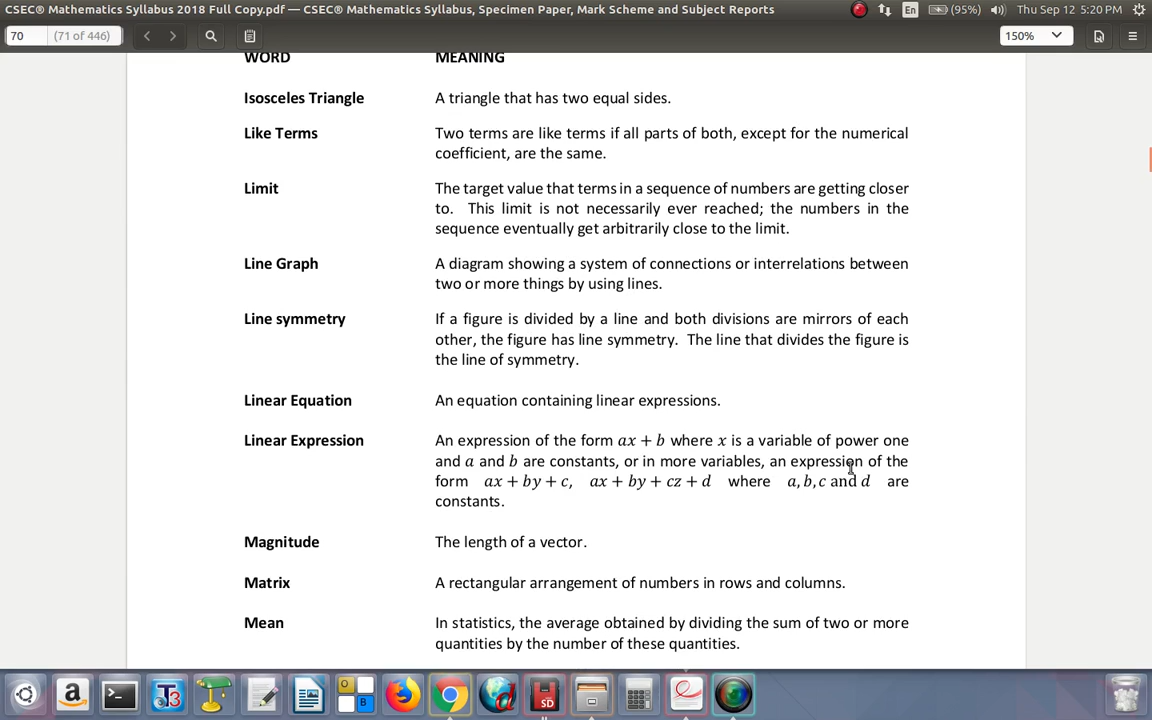 CSEC® Mathematics Syllabus 2018 Full Copy.pdf — CSEC® Mathematics Syllabus, Specimen Paper, Mark Scheme and Subject Reports En (95%) Thu Sep 12 5:20 PM
70 (71 of 446) 150%
WORD MEANING
Isosceles Triangle A triangle that has two equal sides.
Like Terms Two terms are like terms if all parts of both, except for the numerical
coefficient, are the same.
Limit The target value that terms in a sequence of numbers are getting closer
to. This limit is not necessarily ever reached; the numbers in the
sequence eventually get arbitrarily close to the limit.
Line Graph A diagram showing a system of connections or interrelations between
two or more things by using lines.
Line symmetry If a figure is divided by a line and both divisions are mirrors of each
other, the figure has line symmetry. The line that divides the figure is
the line of symmetry.
Linear Equation An equation containing linear expressions.
Linear Expression An expression of the form ax + b where x is a variable of power one
and a and b are constants, or in more variables, an expression of the
form ax + by + c, ax + by + cz + d where a, b, c and d are
constants.
Magnitude The length of a vector.
Matrix A rectangular arrangement of numbers in rows and columns.
Mean In statistics, the average obtained by dividing the sum of two or more
quantities by the number of these quantities.
a T3 O B d SD